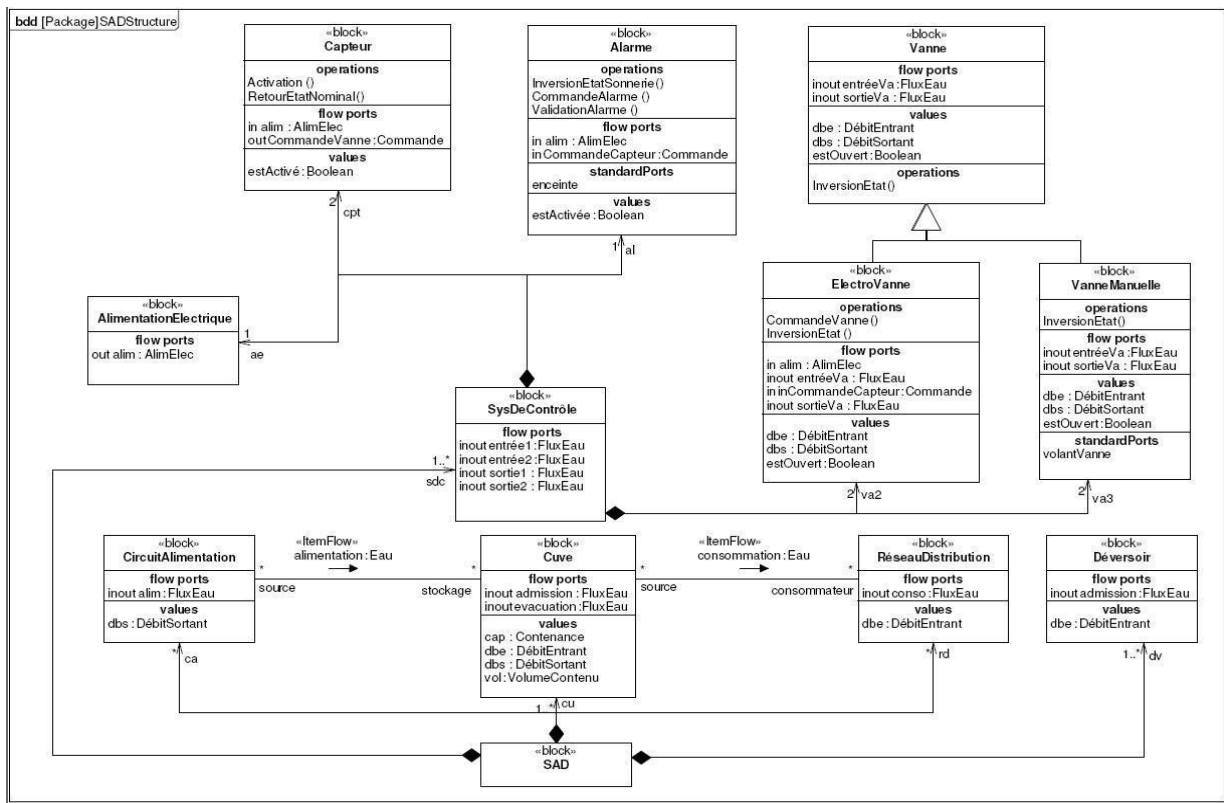 bdd [Package]SADStructure
«block»
Capteur
operations
Activation ()
RetourEtatNominal()
flow ports
in alim : AlimElec
out CommandeVanne : Commande
values
estActivé : Boolean
2
cpt
«block»
Alarme
operations
InversionEtatSonnerie()
CommandeAlarme ()
ValidationAlarme ()
flow ports
in alim : AlimElec
in CommandeCapteur : Commande
standardPorts
enceinte
values
estActivée : Boolean
1
al
«block»
Vanne
flow ports
inout entréeVa : FluxEau
inout sortieVa : FluxEau
values
dbe : DébitEntrant
dbs : DébitSortant
estOuvert : Boolean
operations
InversionEtat()
«block»
AlimentationElectrique
flow ports
out alim : AlimElec
1
ae
«block»
SysDeContrôle
flow ports
inout entrée1 : FluxEau
inout entrée2 : FluxEau
inout sortie1 : FluxEau
inout sortie2 : FluxEau
1..*
sdc
«block»
ElectroVanne
operations
CommandeVanne()
InversionEtat ()
flow ports
in alim : AlimElec
inout entréeVa : FluxEau
in inCommandeCapteur : Commande
inout sortieVa : FluxEau
values
dbe : DébitEntrant
dbs : DébitSortant
estOuvert : Boolean
2
va2
«block»
VanneManuelle
operations
InversionEtat()
flow ports
inout entréeVa : FluxEau
inout sortieVa : FluxEau
values
dbe : DébitEntrant
dbs : DébitSortant
estOuvert : Boolean
standardPorts
volantVanne
2
va3
«block»
CircuitAlimentation
flow ports
inout alim : FluxEau
values
dbs : DébitSortant
* ca
«ItemFlow»
alimentation : Eau
*
source
*
stockage
«block»
Cuve
flow ports
inout admission : FluxEau
inout evacuation : FluxEau
values
cap : Contenance
dbe : DébitEntrant
dbs : DébitSortant
vol : VolumeContenu
1..* cu
«ItemFlow»
consommation : Eau
*
source
*
consommateur
«block»
RéseauDistribution
flow ports
inout conso : FluxEau
values
dbe : DébitEntrant
* rd
«block»
Déversoir
flow ports
inout admission : FluxEau
values
dbe : DébitEntrant
1..* dv
«block»
SAD